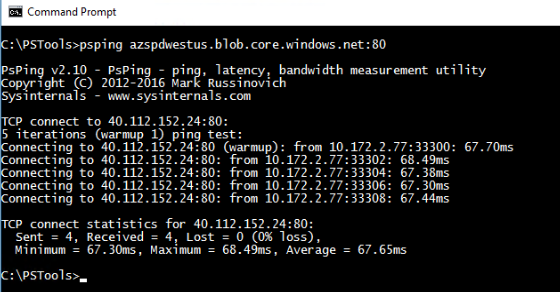 Command Prompt
C:\PSTools>psping azspdwestus.blob.core.windows.net:80
PsPing v2.10 - PsPing - ping, latency, bandwidth measurement utility
Copyright (C) 2012-2016 Mark Russinovich
Sysinternals - www.sysinternals.com
TCP connect to 40.112.152.24:80:
5 iterations (warmup 1) ping test:
Connecting to 40.112.152.24:80 (warmup): from 10.172.2.77:33300: 67.70ms
Connecting to 40.112.152.24:80: from 10.172.2.77:33302: 68.49ms
Connecting to 40.112.152.24:80: from 10.172.2.77:33304: 67.38ms
Connecting to 40.112.152.24:80: from 10.172.2.77:33306: 67.30ms
Connecting to 40.112.152.24:80: from 10.172.2.77:33308: 67.44ms
TCP connect statistics for 40.112.152.24:80:
Sent = 4, Received = 4, Lost = 0 (0% loss),
Minimum = 67.30ms, Maximum = 68.49ms, Average = 67.65ms
C:\PSTools>_